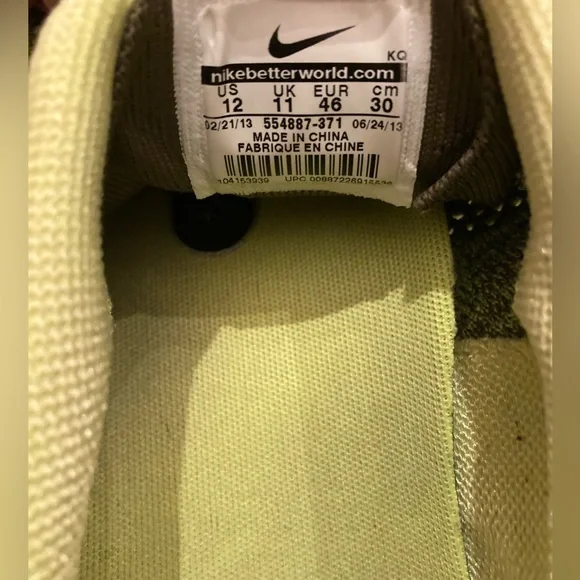 KQ
nikebetterworld.com
US UK EUR cm
12 11 46 30
02/21/13 554887-371 06/24/13
MADE IN CHINA
FABRIQUE EN CHINE
UPC